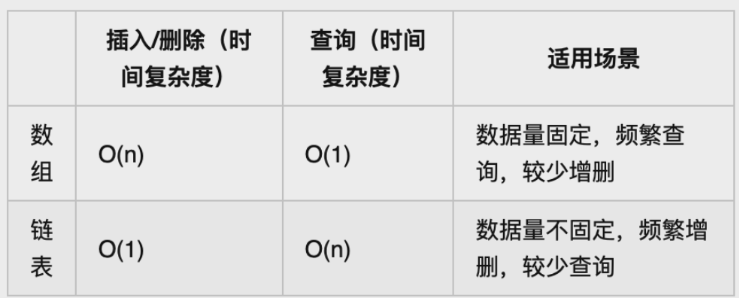 插入/删除（时
间复杂度）
查询（时间
复杂度）
适用场景
数
组
O(n)
O(1)
数据量固定，频繁查
询，较少增删
链
表
O(1)
O(n)
数据量不固定，频繁增
删，较少查询